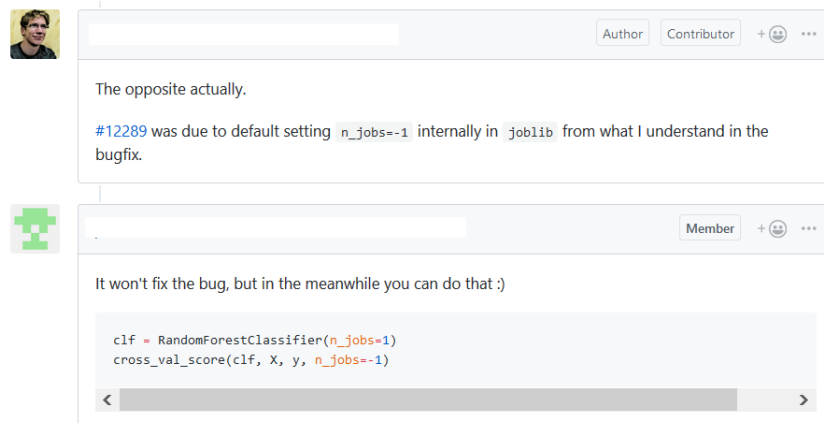 Author Contributor
The opposite actually.
#12289 was due to default setting n_jobs=-1 internally in joblib from what I understand in the
bugfix.
Member
It won't fix the bug, but in the meanwhile you can do that :)
clf = RandomForestClassifier(n_jobs=1)
cross_val_score(clf, X, y, n_jobs=-1)